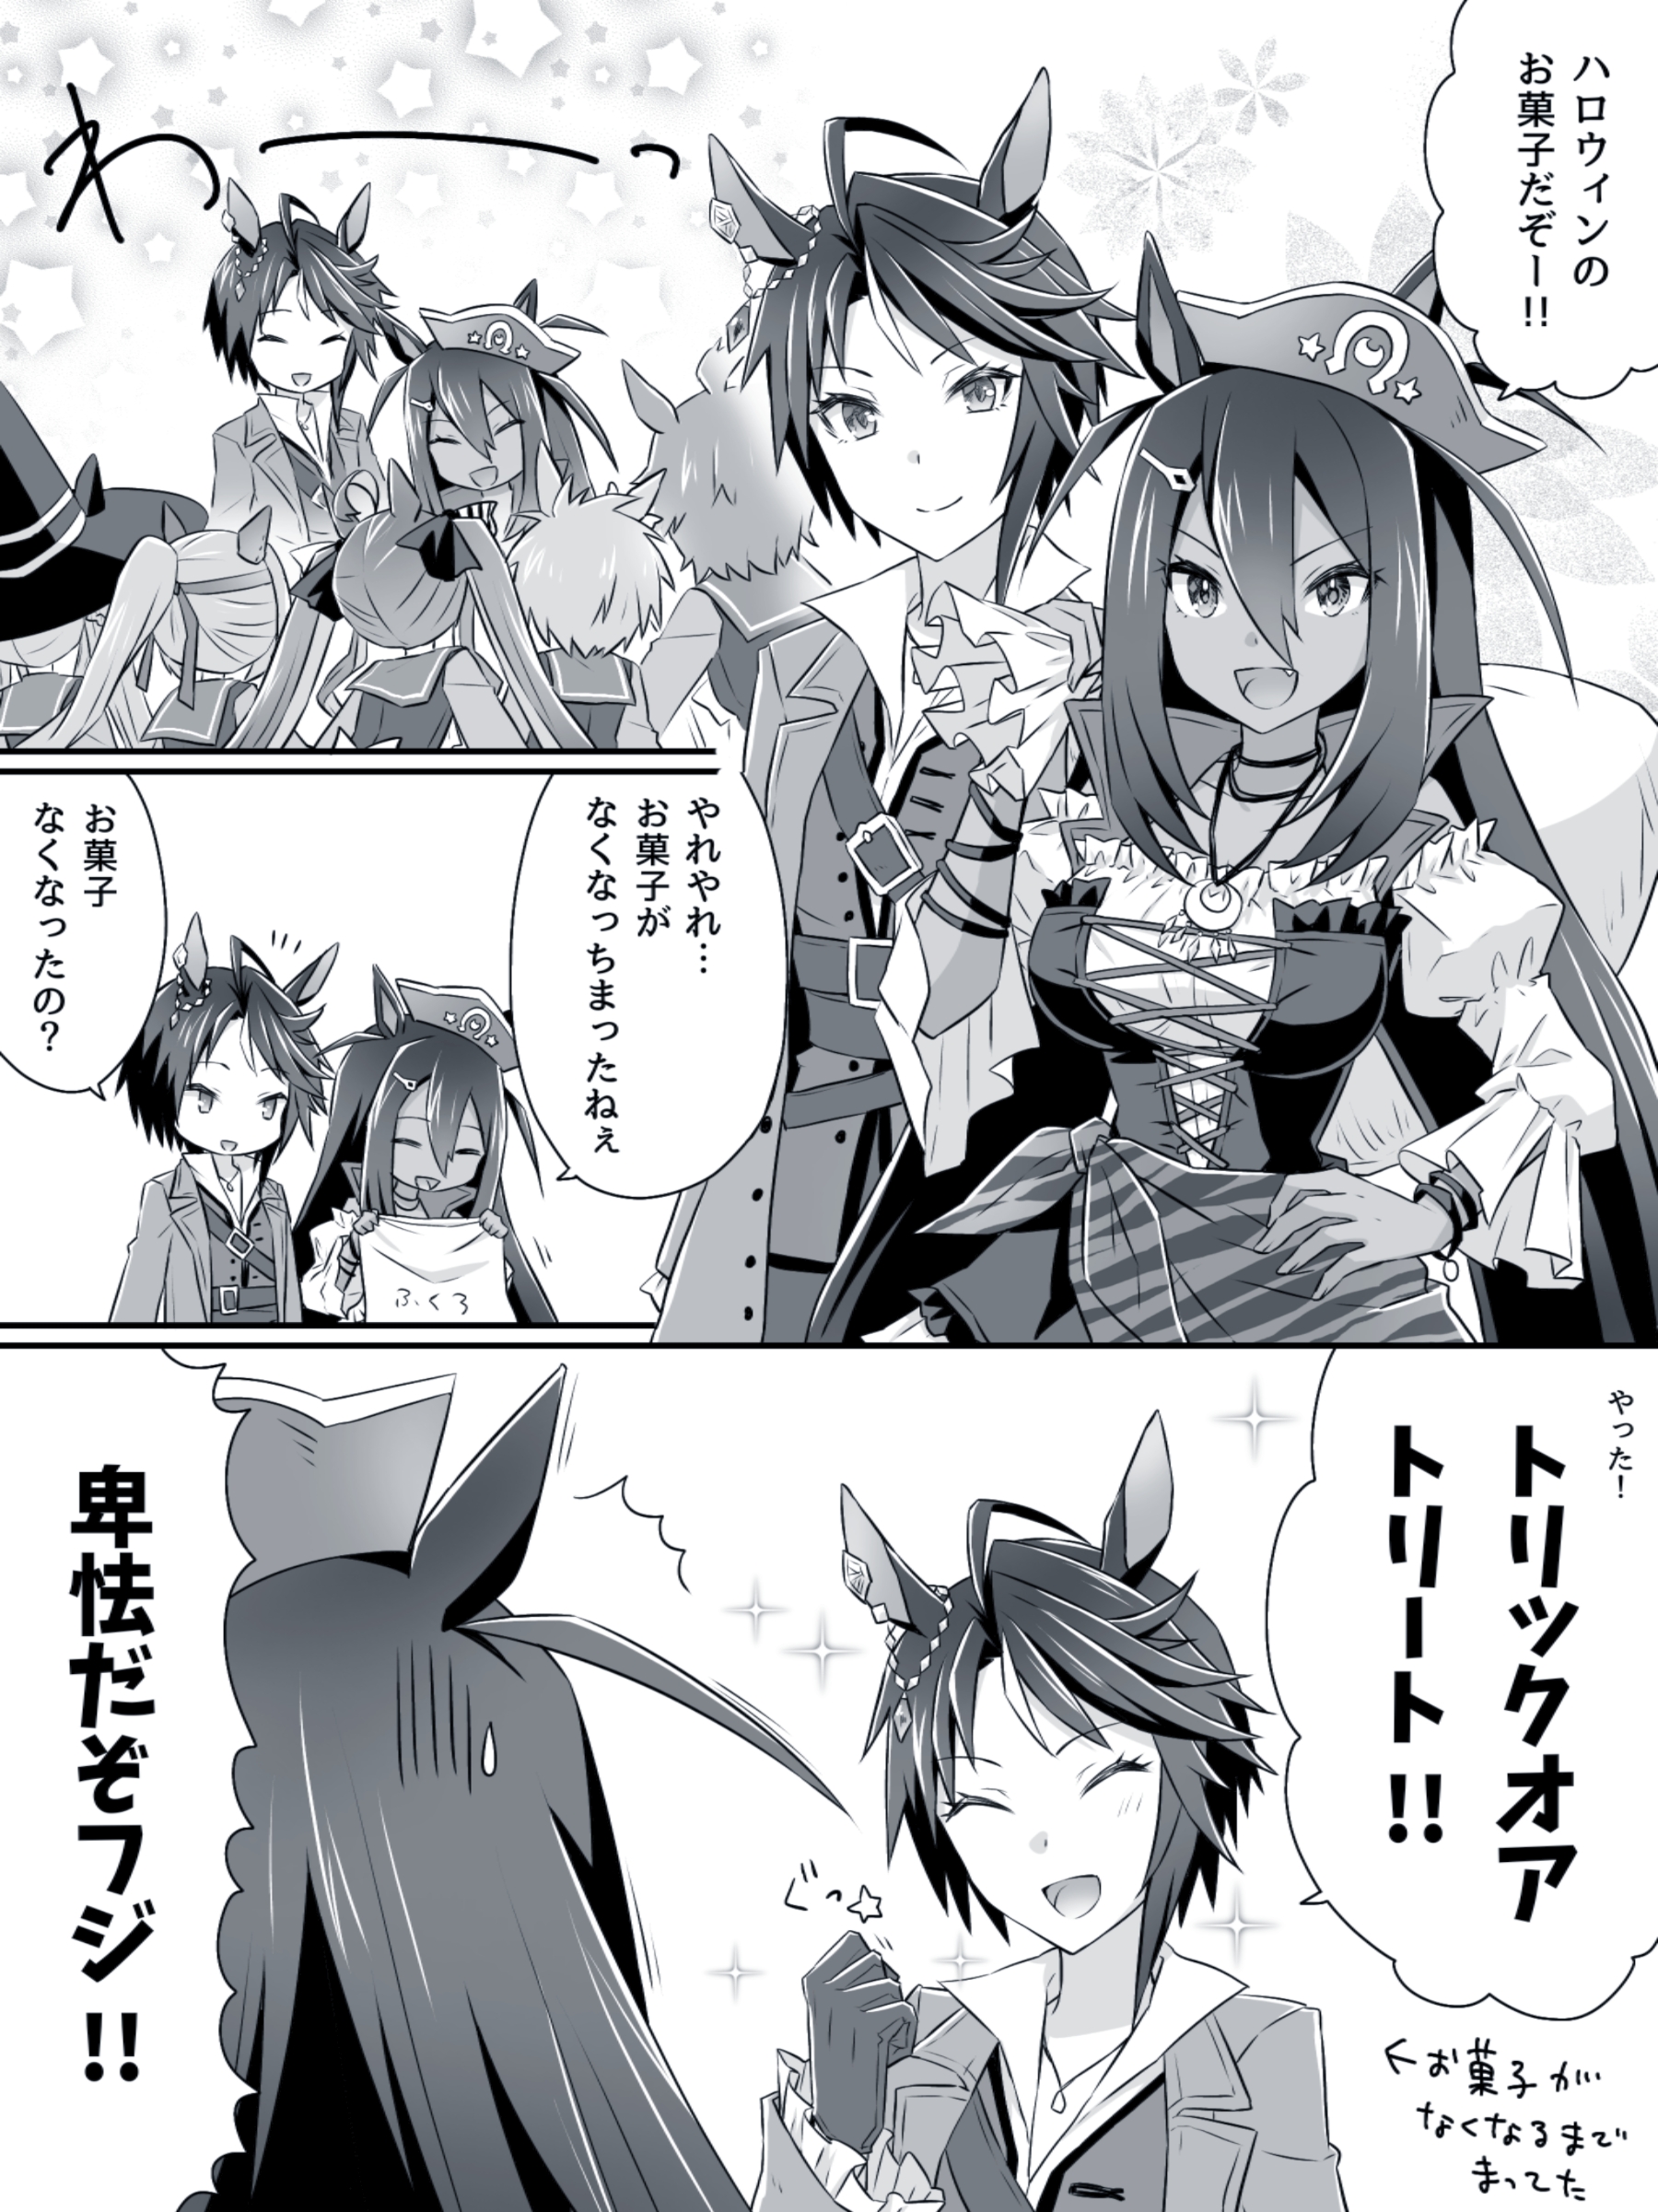 ハロウィンの
お菓子だぞー!!
わーーっ
やれやれ…
お菓子が
なくなっちまったねぇ
ふくろ
お菓子
なくなったの?
やった!
トリックオア
トリート!!
ぐっ☆
←お菓子が
なくなるまで
まってた
卑怯だぞフジ!!